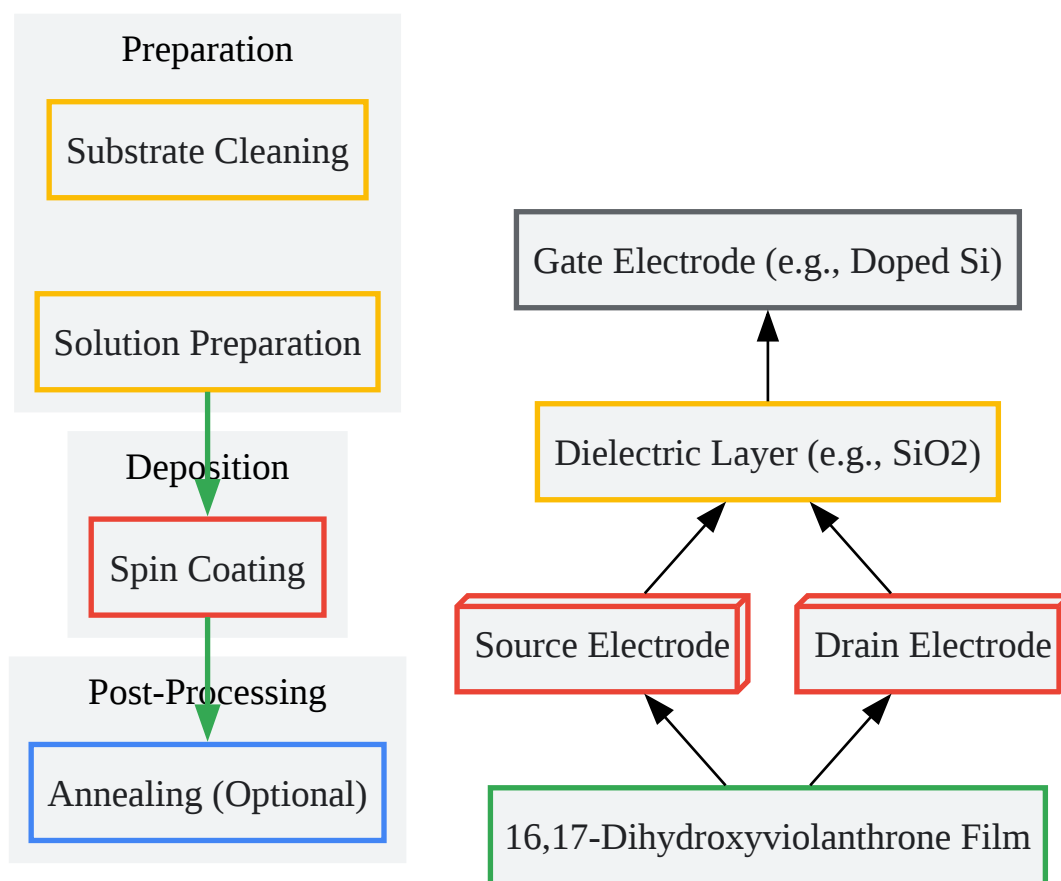 Preparation
Substrate Cleaning
Solution Preparation
Deposition
Spin Coating
Post-Processing
Annealing (Optional)
Gate Electrode (e.g., Doped Si)
Dielectric Layer (e.g., SiO2)
Source Electrode
Drain Electrode
16,17-Dihydroxyviolanthrone Film